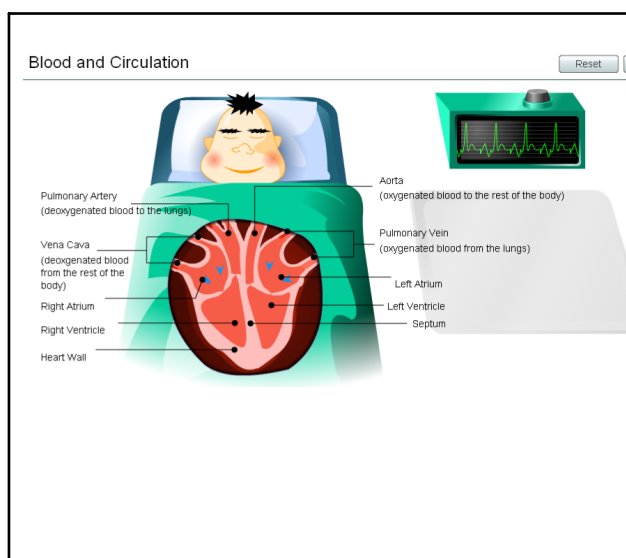 Blood and Circulation
Reset
Aorta
(oxygenated blood to the rest of the body)
Pulmonary Artery
(deoxygenated blood to the lungs)
Pulmonary Vein
(oxygenated blood from the lungs)
Vena Cava
(deoxgenated blood
from the rest of the
body)
Left Atrium
Right Atrium
Left Ventricle
Septum
Right Ventricle
Heart Wall